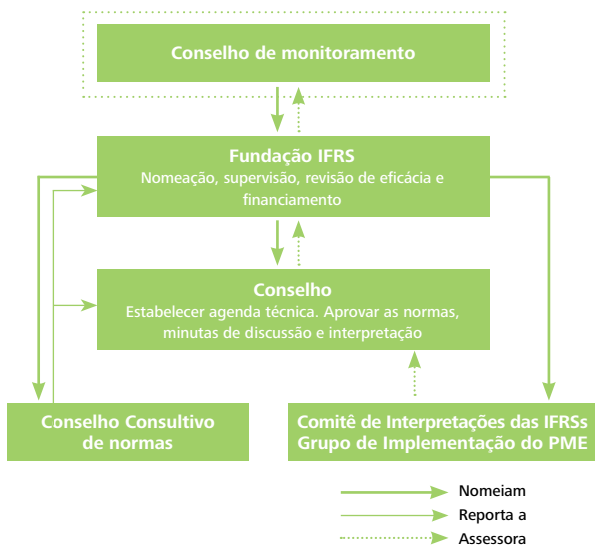 Conselho de monitoramento
Fundação IFRS
Nomeação, supervisão, revisão de eficácia e
financiamento
Conselho
Estabelecer agenda técnica. Aprovar as normas,
minutas de discussão e interpretação
Conselho Consultivo
de normas
Comitê de Interpretações das IFRSs
Grupo de Implementação do PME
Nomeiam
Reporta a
Assessora